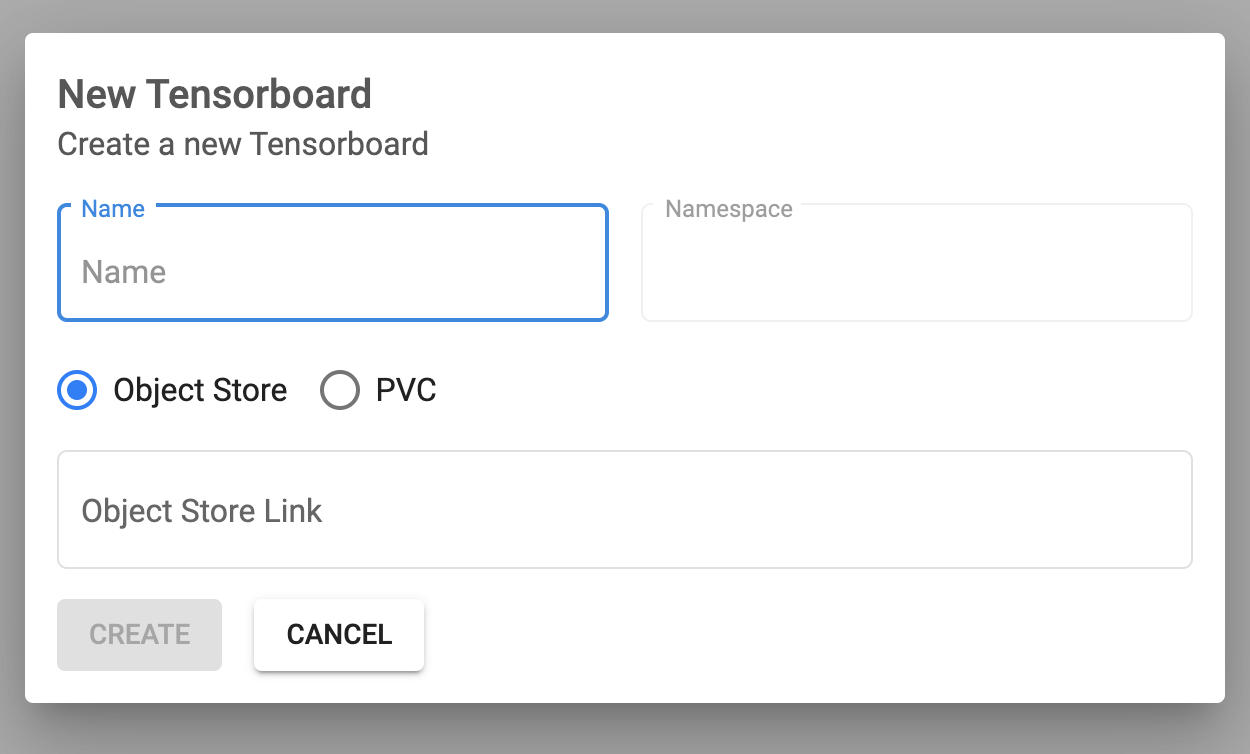 New Tensorboard
Create a new Tensorboard
Name
Namespace
Name
Object Store
PVC
Object Store Link
CREATE
CANCEL